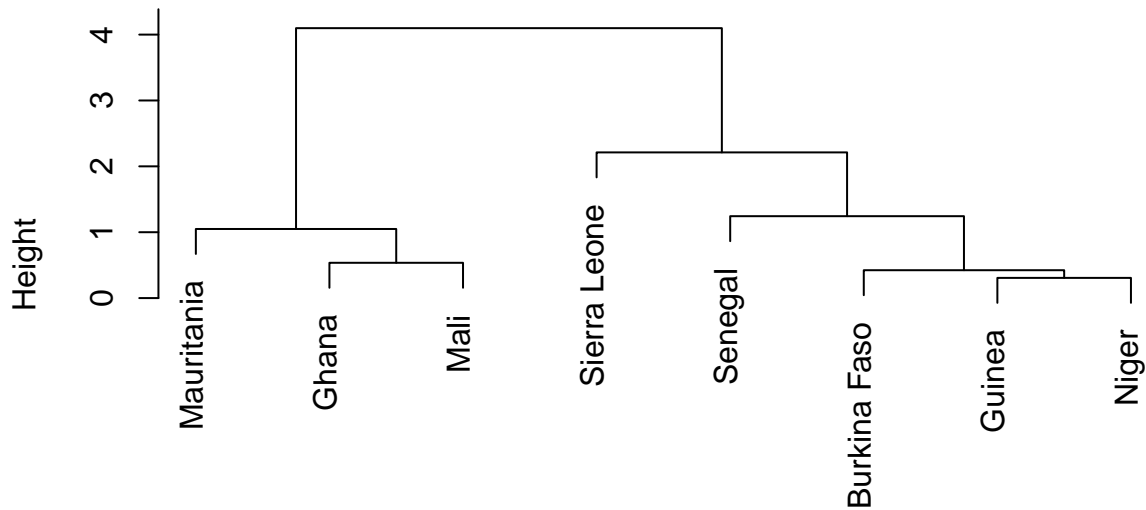 Height
4
3
2
1
0
Mauritania
Ghana
Mali
Sierra Leone
Senegal
Burkina Faso
Guinea
Niger